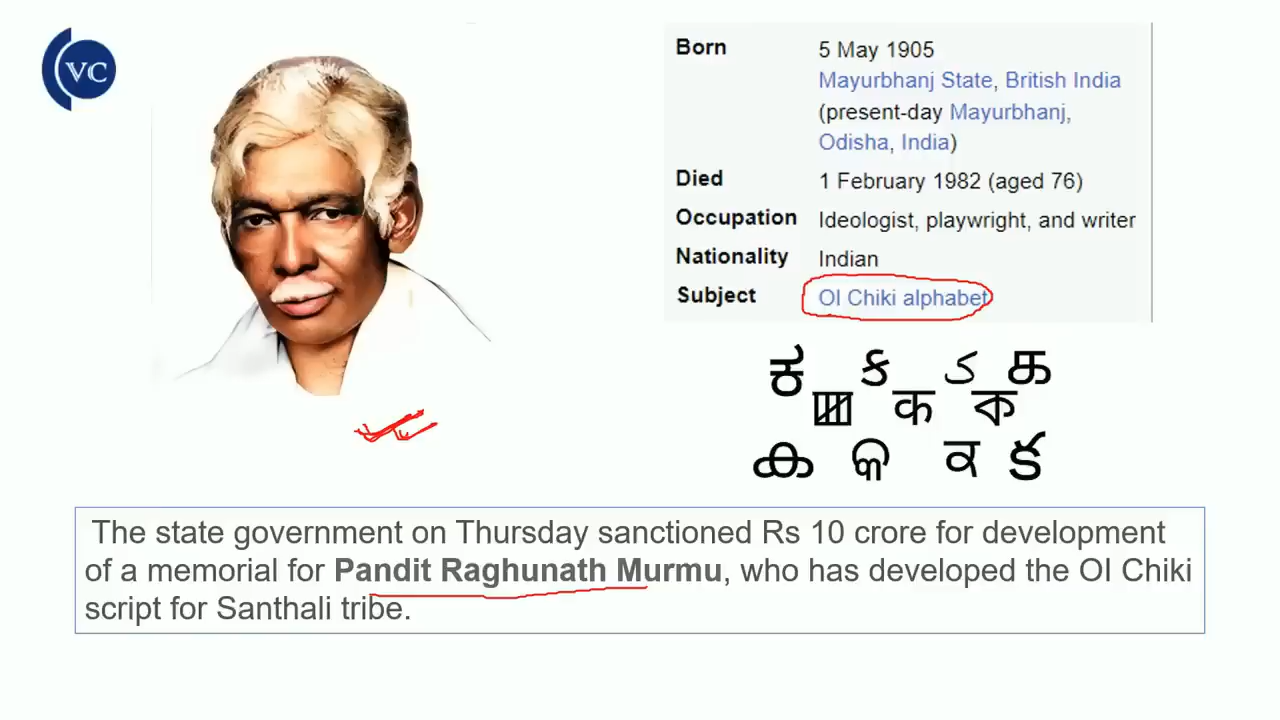 VC
Born 5 May 1905
Mayurbhanj State, British India
(present-day Mayurbhanj,
Odisha, India)
Died 1 February 1982 (aged 76)
Occupation Ideologist, playwright, and writer
Nationality Indian
Subject Ol Chiki alphabet
ಕ ક ک க
क ক
ക କ ਕ
The state government on Thursday sanctioned Rs 10 crore for development
of a memorial for Pandit Raghunath Murmu, who has developed the Ol Chiki
script for Santhali tribe.